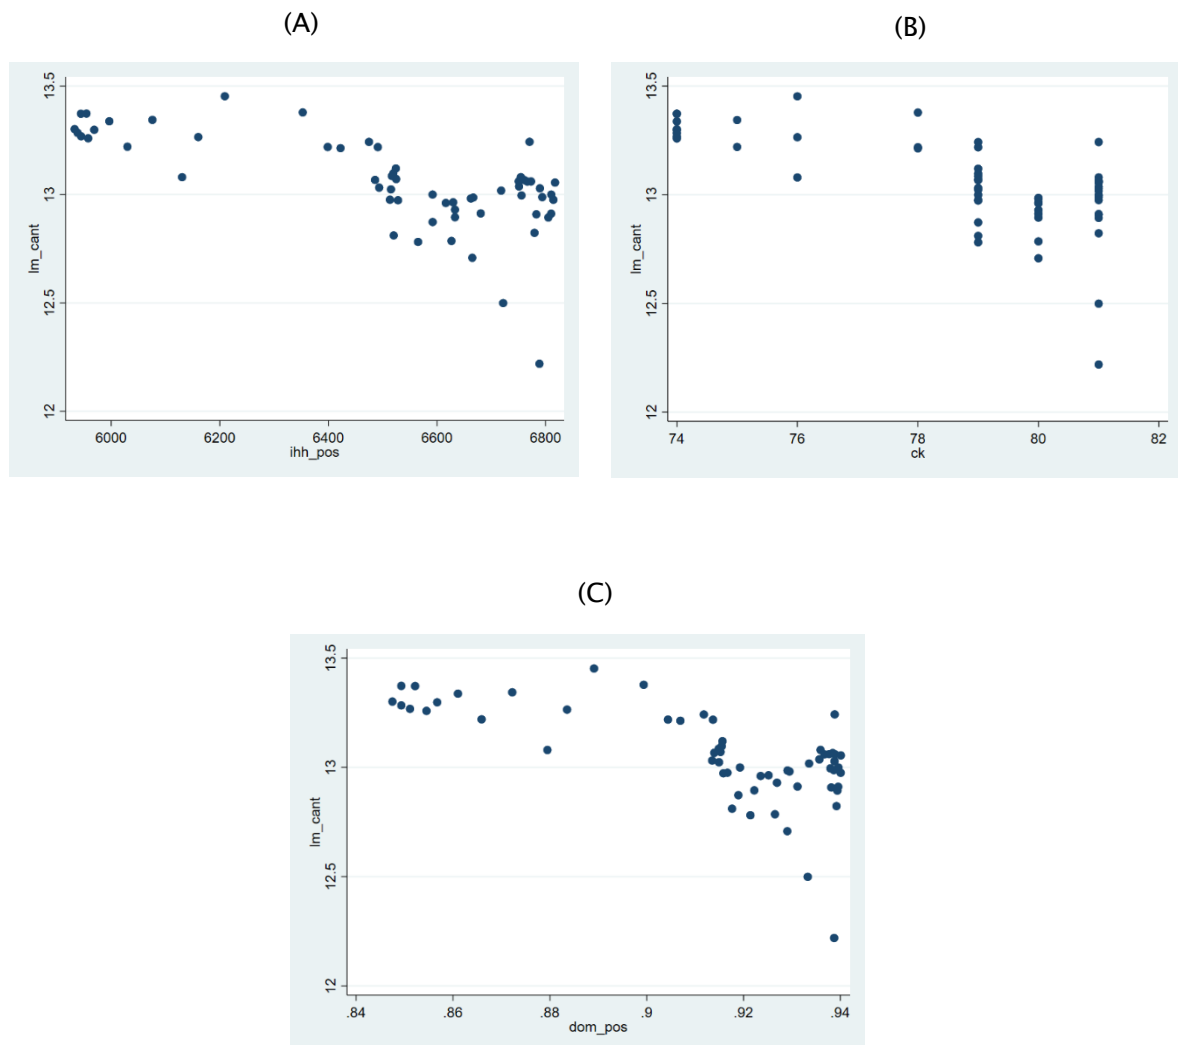 (A)
(B)
lm_cant
12 12.5 13 13.5
6000 6200 6400 6600 6800
ihh_pos
lm_cant
12 12.5 13 13.5
74 76 78 80 82
ck
(C)
lm_cant
12 12.5 13 13.5
.84 .86 .88 .9 .92 .94
dom_pos